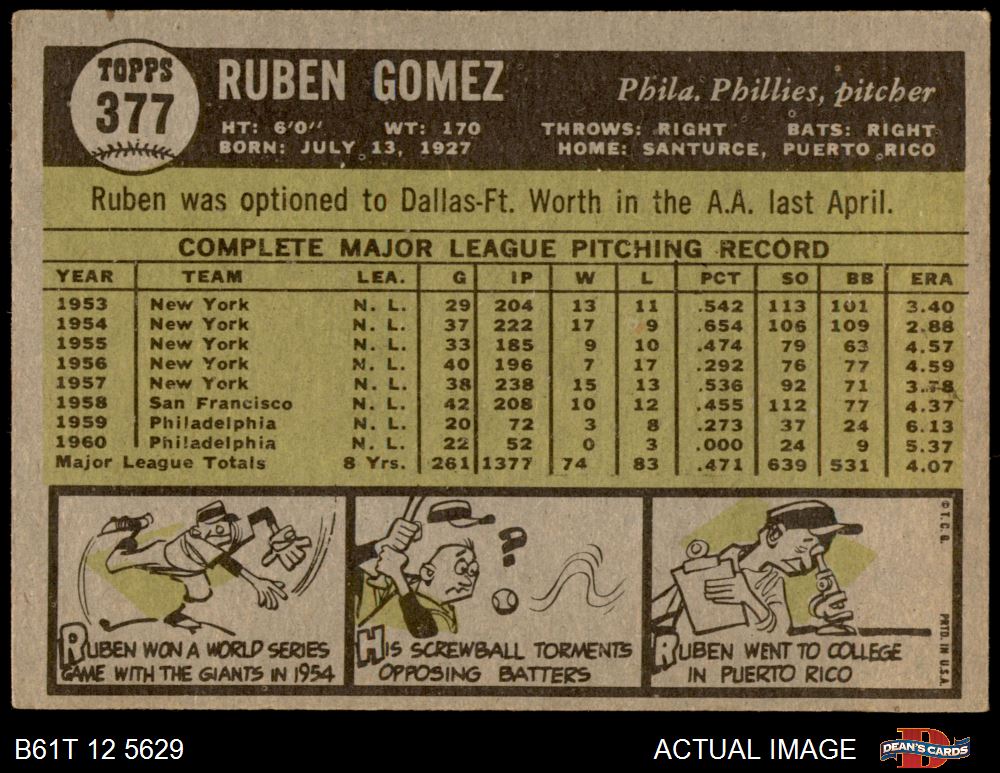 TOPPS
377
RUBEN GOMEZ
Phila. Phillies, pitcher
HT: 6'0" WT: 170 THROWS: RIGHT BATS: RIGHT
BORN: JULY 13, 1927 HOME: SANTURCE, PUERTO RICO
Ruben was optioned to Dallas-Ft. Worth in the A.A. last April.
COMPLETE MAJOR LEAGUE PITCHING RECORD
YEAR TEAM LEA. G IP W L PCT SO BB ERA
1953 New York N. L. 29 204 13 11 .542 113 101 3.40
1954 New York N. L. 37 222 17 9 .654 106 109 2.88
1955 New York N. L. 33 185 9 10 .474 79 63 4.57
1956 New York N. L. 40 196 7 17 .292 76 77 4.59
1957 New York N. L. 38 238 15 13 .536 92 71 3.78
1958 San Francisco N. L. 42 208 10 12 .455 112 77 4.37
1959 Philadelphia N. L. 20 72 3 8 .273 37 24 6.13
1960 Philadelphia N. L. 22 52 0 3 .000 24 9 5.37
Major League Totals 8 Yrs. 261 1377 74 83 .471 639 531 4.07
RUBEN WON A WORLD SERIES
GAME WITH THE GIANTS IN 1954
?
HIS SCREWBALL TORMENTS
OPPOSING BATTERS
RUBEN WENT TO COLLEGE
IN PUERTO RICO
© T. C. G.
PRTD. IN U.S.A.
B61T 12 5629
ACTUAL IMAGE
D
DEAN'S CARDS